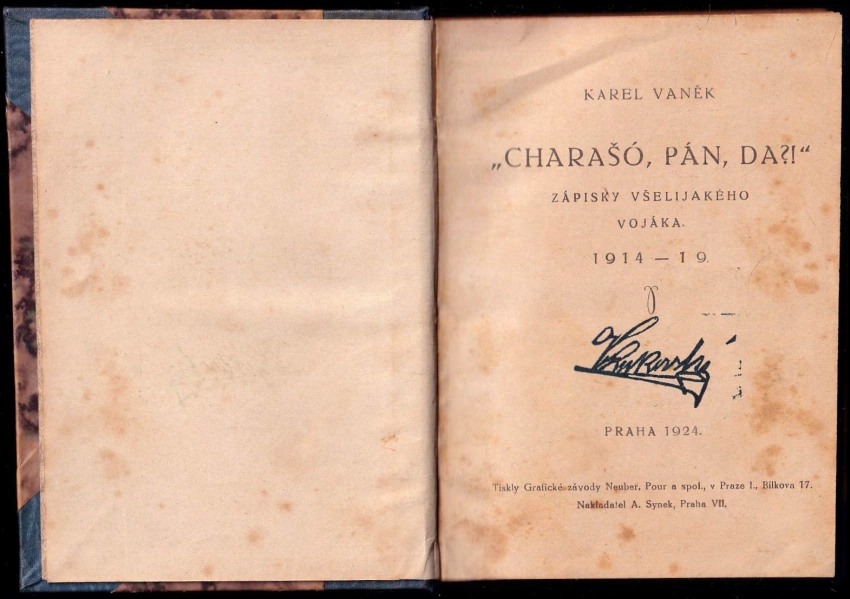 KAREL VANĚK
„CHARAŠÓ, PÁN, DA?!“
ZÁPISKY VŠELIJAKÉHO
VOJÁKA.
1914 — 19.
PRAHA 1924.
Tiskly Grafické závody Neuber, Pour a spol., v Praze I., Bílkova 17.
Nakladatel A. Synek, Praha VII.